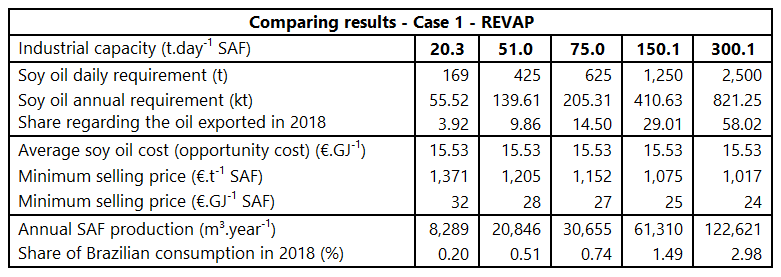 Comparing results - Case 1 - REVAP
Industrial capacity (t.day⁻¹ SAF) 20.3 51.0 75.0 150.1 300.1
Soy oil daily requirement (t) 169 425 625 1,250 2,500
Soy oil annual requirement (kt) 55.52 139.61 205.31 410.63 821.25
Share regarding the oil exported in 2018 3.92 9.86 14.50 29.01 58.02
Average soy oil cost (opportunity cost) (€.GJ⁻¹) 15.53 15.53 15.53 15.53 15.53
Minimum selling price (€.t⁻¹ SAF) 1,371 1,205 1,152 1,075 1,017
Minimum selling price (€.GJ⁻¹ SAF) 32 28 27 25 24
Annual SAF production (m³.year⁻¹) 8,289 20,846 30,655 61,310 122,621
Share of Brazilian consumption in 2018 (%) 0.20 0.51 0.74 1.49 2.98